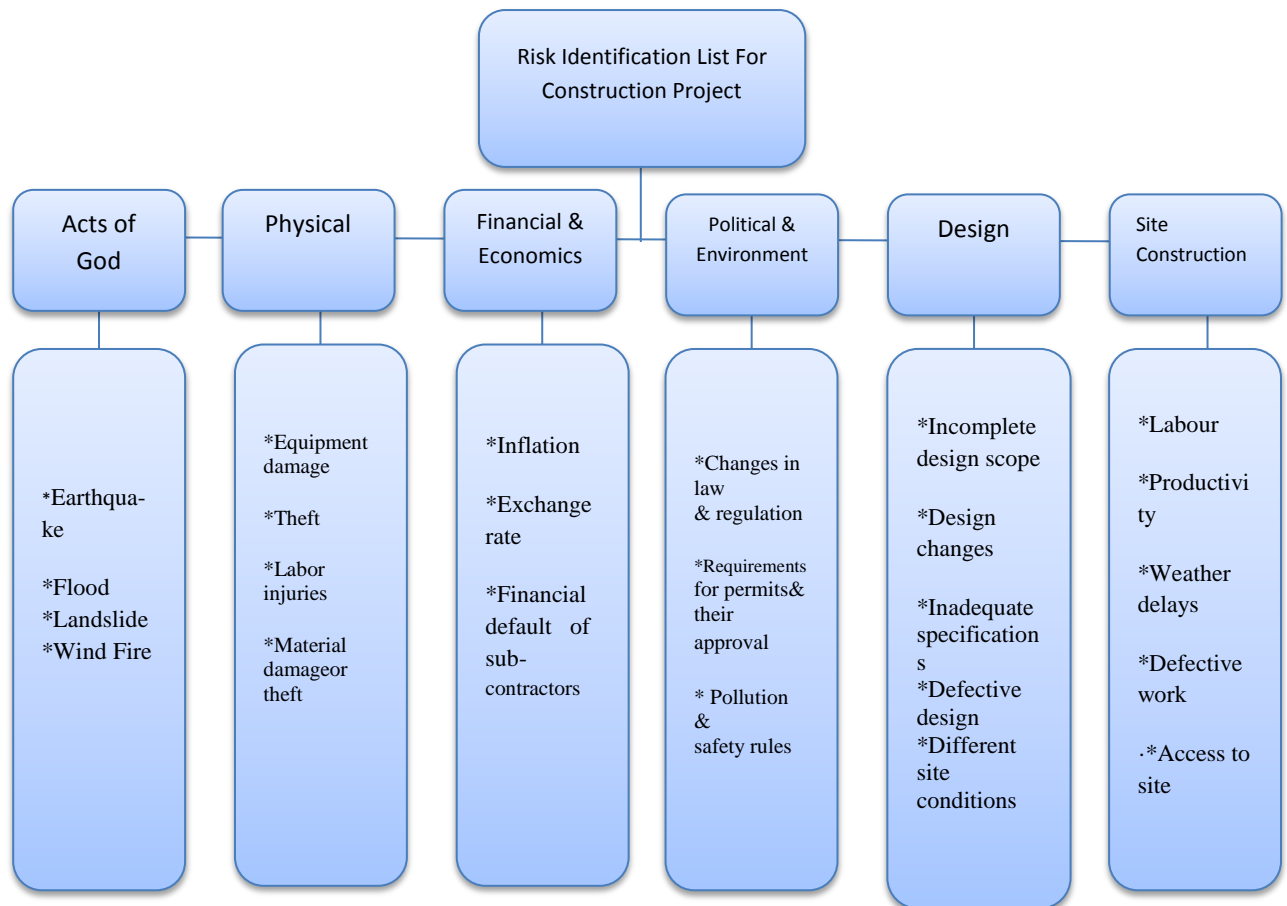 Risk Identification List For
Construction Project
Acts of
God
Physical
Financial &
Economics
Political &
Environment
Design
Site
Construction
*Earthqua-
ke
*Flood
*Landslide
*Wind Fire
*Equipment
damage
*Theft
*Labor
injuries
*Material
damageor
theft
*Inflation
*Exchange
rate
*Financial
default of
sub-
contractors
*Changes in
law
& regulation
*Requirements
for permits&
their
approval
* Pollution
&
safety rules
*Incomplete
design scope
*Design
changes
*Inadequate
specification
s
*Defective
design
*Different
site
conditions
*Labour
*Productivi
ty
*Weather
delays
*Defective
work
·*Access to
site